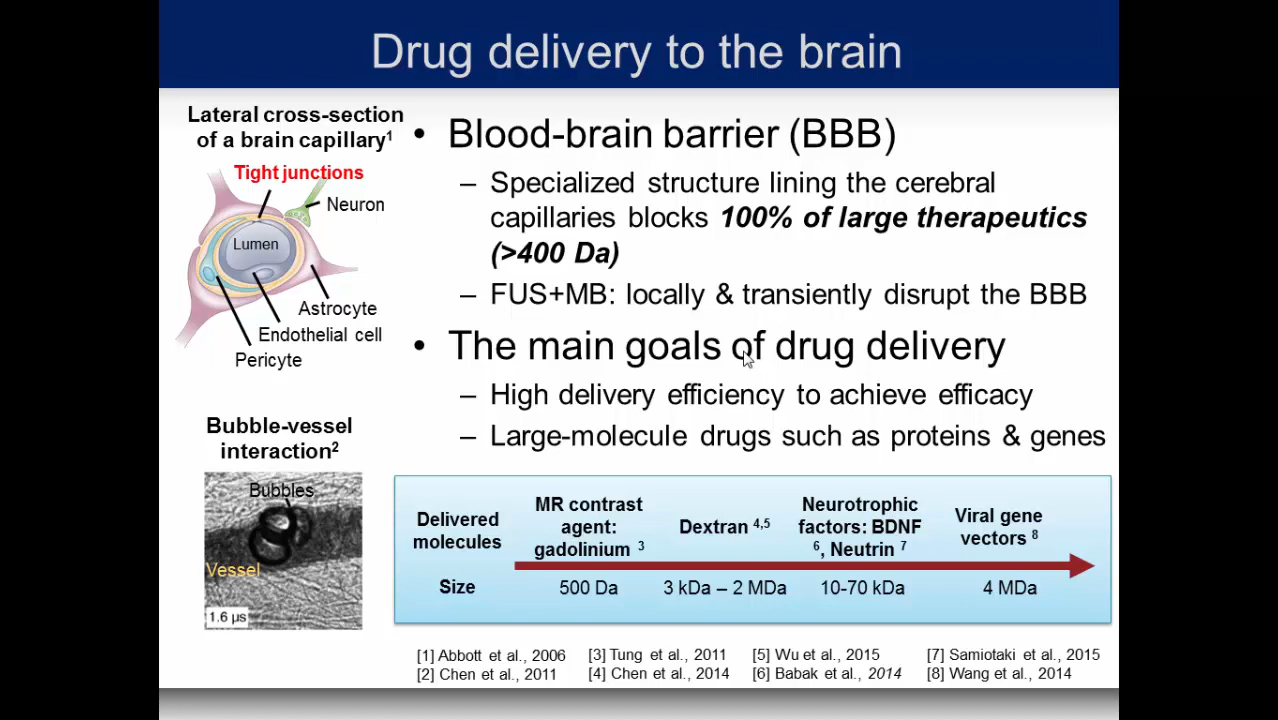 Drug delivery to the brain
Lateral cross-section
of a brain capillary1
Tight junctions
Neuron
Lumen
Astrocyte
Endothelial cell
Pericyte
• Blood-brain barrier (BBB)
– Specialized structure lining the cerebral
capillaries blocks 100% of large therapeutics
(>400 Da)
– FUS+MB: locally & transiently disrupt the BBB
• The main goals of drug delivery
– High delivery efficiency to achieve efficacy
– Large-molecule drugs such as proteins & genes
Bubble-vessel
interaction2
Bubbles
Vessel
1.6 µs
Delivered
molecules
MR contrast
agent:
gadolinium 3
Dextran 4,5
Neurotrophic
factors: BDNF
6, Neutrin 7
Viral gene
vectors 8
Size
500 Da
3 kDa – 2 MDa
10-70 kDa
4 MDa
[1] Abbott et al., 2006
[2] Chen et al., 2011
[3] Tung et al., 2011
[4] Chen et al., 2014
[5] Wu et al., 2015
[6] Babak et al., 2014
[7] Samiotaki et al., 2015
[8] Wang et al., 2014